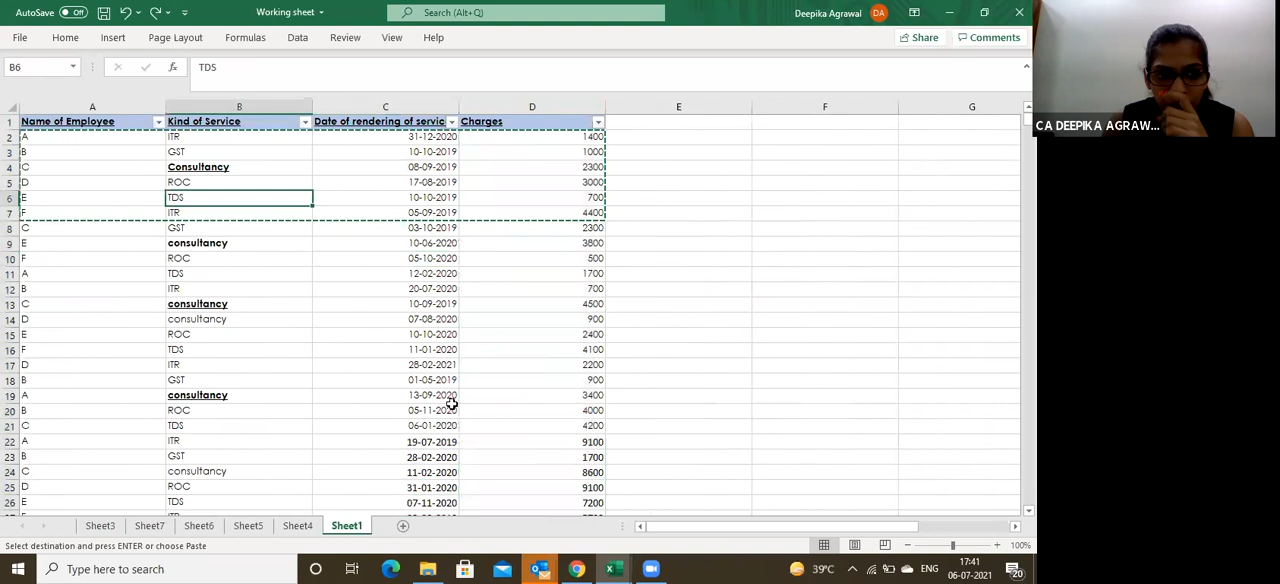 AutoSave Off Working sheet Search (Alt+Q) Deepika Agrawal DA
File Home Insert Page Layout Formulas Data Review View Help Share Comments
B6 fx TDS
A B C D E F G
1 Name of Employee Kind of Service Date of rendering of servic Charges
2 A ITR 31-12-2020 1400
3 B GST 10-10-2019 1000
4 C Consultancy 08-09-2019 2300
5 D ROC 17-08-2019 3000
6 E TDS 10-10-2019 700
7 F ITR 05-09-2019 4400
8 C GST 03-10-2019 2300
9 E consultancy 10-06-2020 3800
10 F ROC 05-10-2020 500
11 A TDS 12-02-2020 1700
12 B ITR 20-07-2020 700
13 C consultancy 10-09-2019 4500
14 D consultancy 07-08-2020 900
15 E ROC 10-10-2020 2400
16 F TDS 11-01-2020 4100
17 D ITR 28-02-2021 2200
18 B GST 01-05-2019 900
19 A consultancy 13-09-2020 3400
20 B ROC 05-11-2020 4000
21 C TDS 06-01-2020 4200
22 A ITR 19-07-2019 9100
23 B GST 28-02-2020 1700
24 C consultancy 11-02-2020 8600
25 D ROC 31-01-2020 9100
26 E TDS 07-11-2020 7200
Sheet3 Sheet7 Sheet6 Sheet5 Sheet4 Sheet1
Select destination and press ENTER or choose Paste 100%
Type here to search 39°C ENG 17:41
06-07-2021 20
CA DEEPIKA AGRAW...